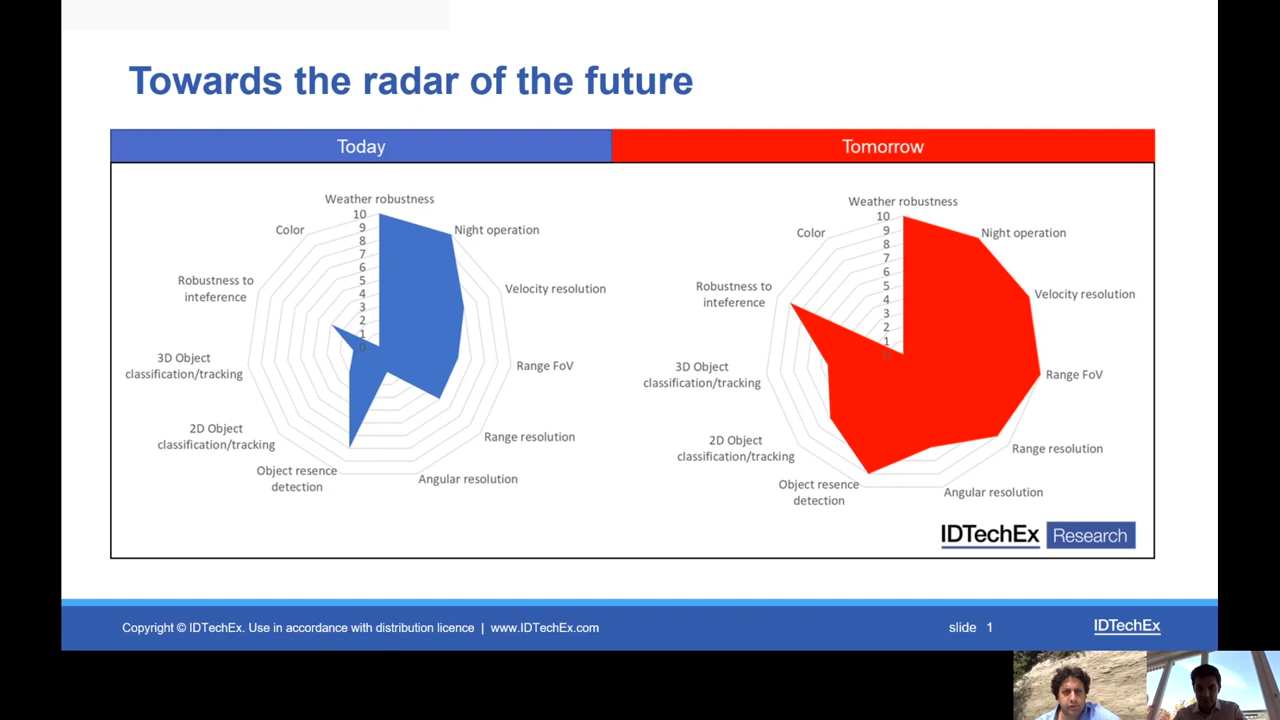 Towards the radar of the future
Today
Tomorrow
Weather robustness
10
9
8
7
6
5
4
3
2
1
0
Color
Night operation
Robustness to
inteference
Velocity resolution
3D Object
classification/tracking
Range FoV
2D Object
classification/tracking
Range resolution
Object resence
detection
Angular resolution
Weather robustness
10
9
8
7
6
5
4
3
2
1
0
Color
Night operation
Robustness to
inteference
Velocity resolution
3D Object
classification/tracking
Range FoV
2D Object
classification/tracking
Range resolution
Object resence
detection
Angular resolution
IDTechEx Research
Copyright © IDTechEx. Use in accordance with distribution licence | www.IDTechEx.com
slide 1
IDTechEx